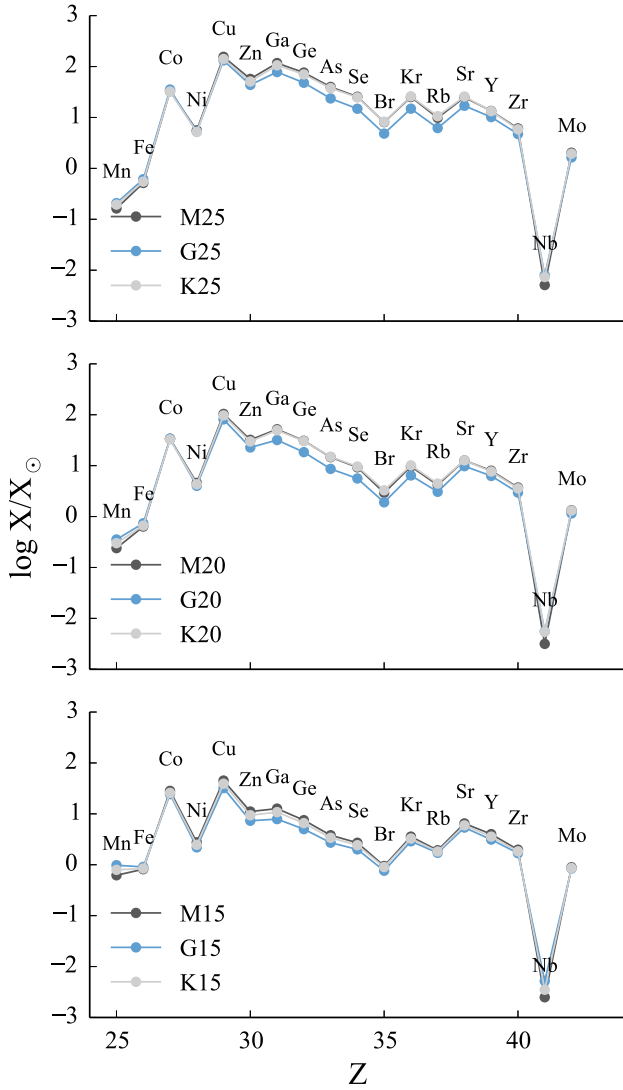 3
Cu
2
Co
Zn
Ga
Ge
As
Se
Br
Kr
Rb
Sr
Y
Zr
1
Ni
Mo
0
Mn
Fe
−1
M25
−2
G25
Nb
−3
K25
3
2
Co
Cu
Zn
Ga
Ge
As
Se
Br
Kr
Rb
Sr
Y
Zr
1
Ni
Mo
0
Mn
Fe
−1
M20
−2
G20
Nb
−3
K20
log X/X⊙
3
2
Co
Cu
Zn
Ga
Ge
As
Se
Br
Kr
Rb
Sr
Y
Zr
1
Ni
Mo
0
Mn
Fe
−1
M15
−2
G15
Nb
−3
K15
25 30 35 40
Z